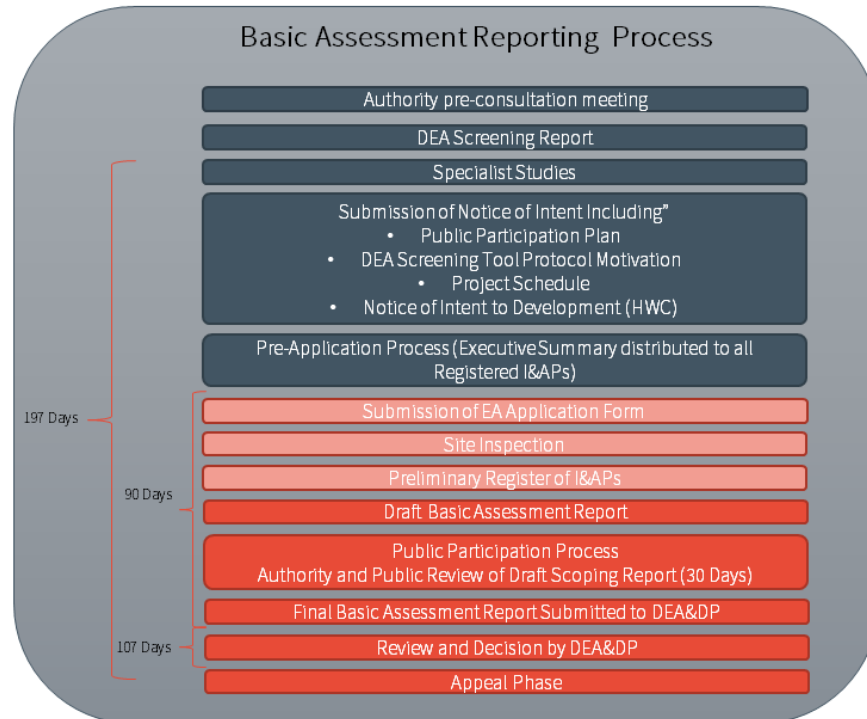 Basic Assessment Reporting Process
Authority pre-consultation meeting
DEA Screening Report
Specialist Studies
Submission of Notice of Intent Including”
• Public Participation Plan
• DEA Screening Tool Protocol Motivation
• Project Schedule
• Notice of Intent to Development (HWC)
Pre-Application Process (Executive Summary distributed to all
Registered I&APs)
197 Days
Submission of EA Application Form
Site Inspection
Preliminary Register of I&APs
90 Days
Draft Basic Assessment Report
Public Participation Process
Authority and Public Review of Draft Scoping Report (30 Days)
Final Basic Assessment Report Submitted to DEA&DP
107 Days
Review and Decision by DEA&DP
Appeal Phase